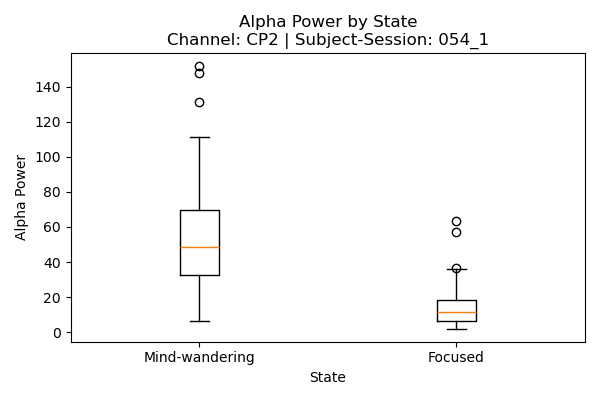 Alpha Power by State
Channel: CP2 | Subject-Session: 054_1
Alpha Power
140
120
100
80
60
40
20
0
Mind-wandering
Focused
State